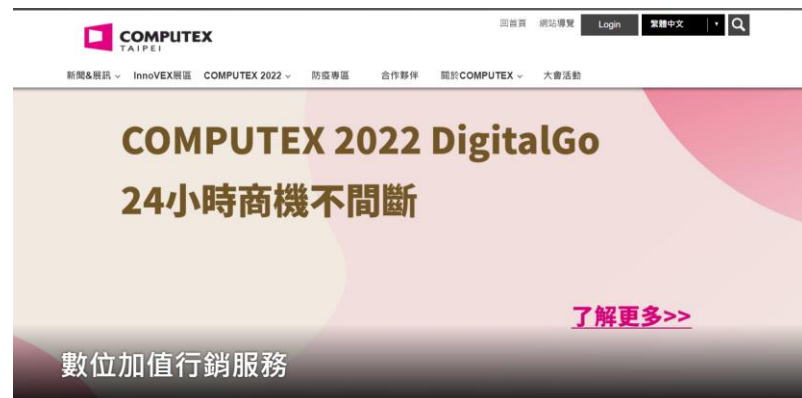 COMPUTEX
TAIPEI
回首頁 網站導覽 Login 繁體中文
新聞&展訊 InnoVEX展區 COMPUTEX 2022 防疫專區 合作夥伴 關於COMPUTEX 大會活動
COMPUTEX 2022 DigitalGo
24小時商機不間斷
了解更多>>
數位加值行銷服務